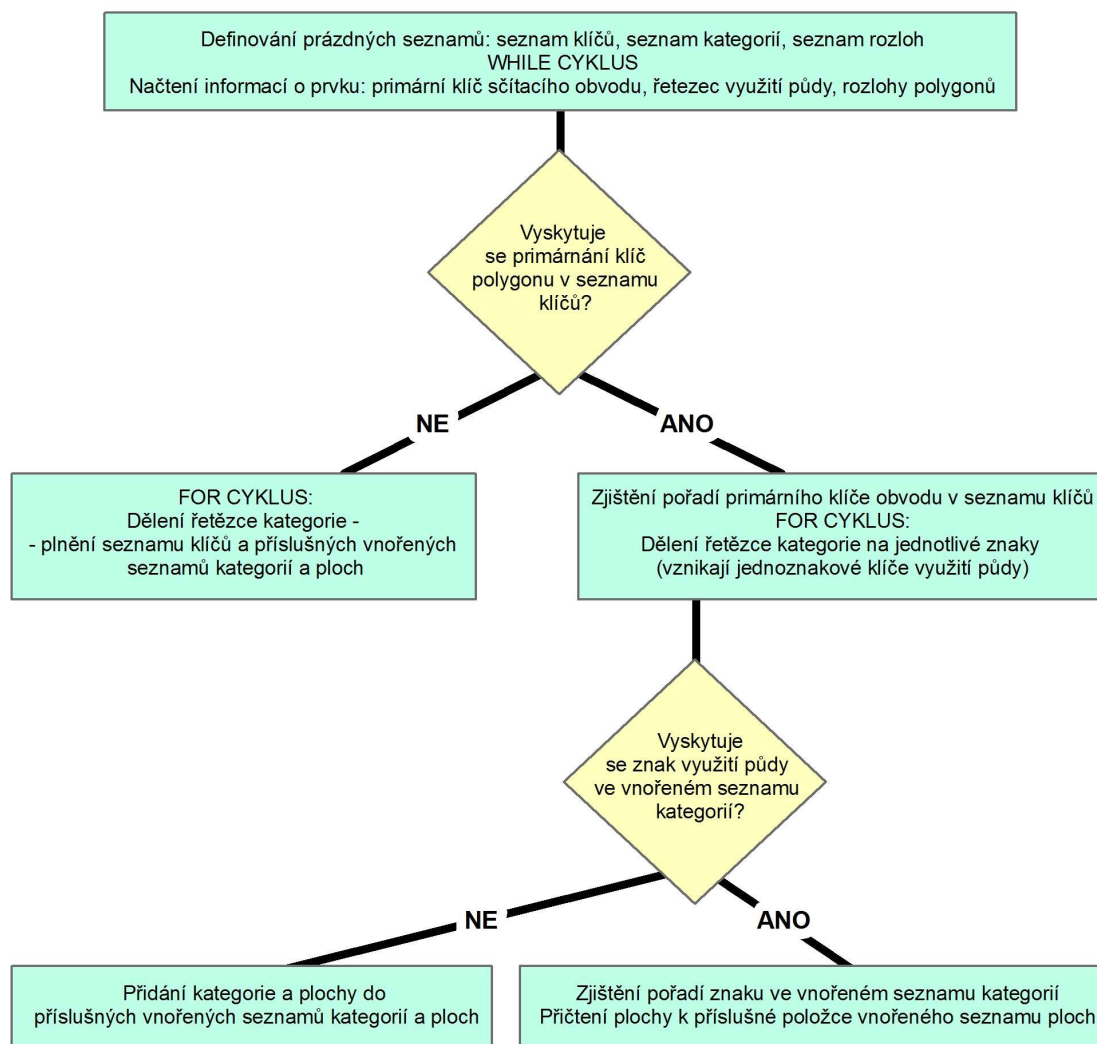 Definování prázdných seznamů: seznam klíčů, seznam kategorií, seznam rozloh
WHILE CYKLUS
Načtení informací o prvku: primární klíč sčítacího obvodu, řetezec využití půdy, rozlohy polygonů
Vyskytuje
se primárnání klíč
polygonu v seznamu
klíčů?
NE
ANO
FOR CYKLUS:
Dělení řetězce kategorie -
- plnění seznamu klíčů a příslušných vnořených
seznamů kategorií a ploch
Zjištění pořadí primárního klíče obvodu v seznamu klíčů
FOR CYKLUS:
Dělení řetězce kategorie na jednotlivé znaky
(vznikají jednoznakové klíče využití půdy)
Vyskytuje
se znak využití půdy
ve vnořeném seznamu
kategorií?
NE
ANO
Přidání kategorie a plochy do
příslušných vnořených seznamů kategorií a ploch
Zjištění pořadí znaku ve vnořeném seznamu kategorií
Přičtení plochy k příslušné položce vnořeného seznamu ploch